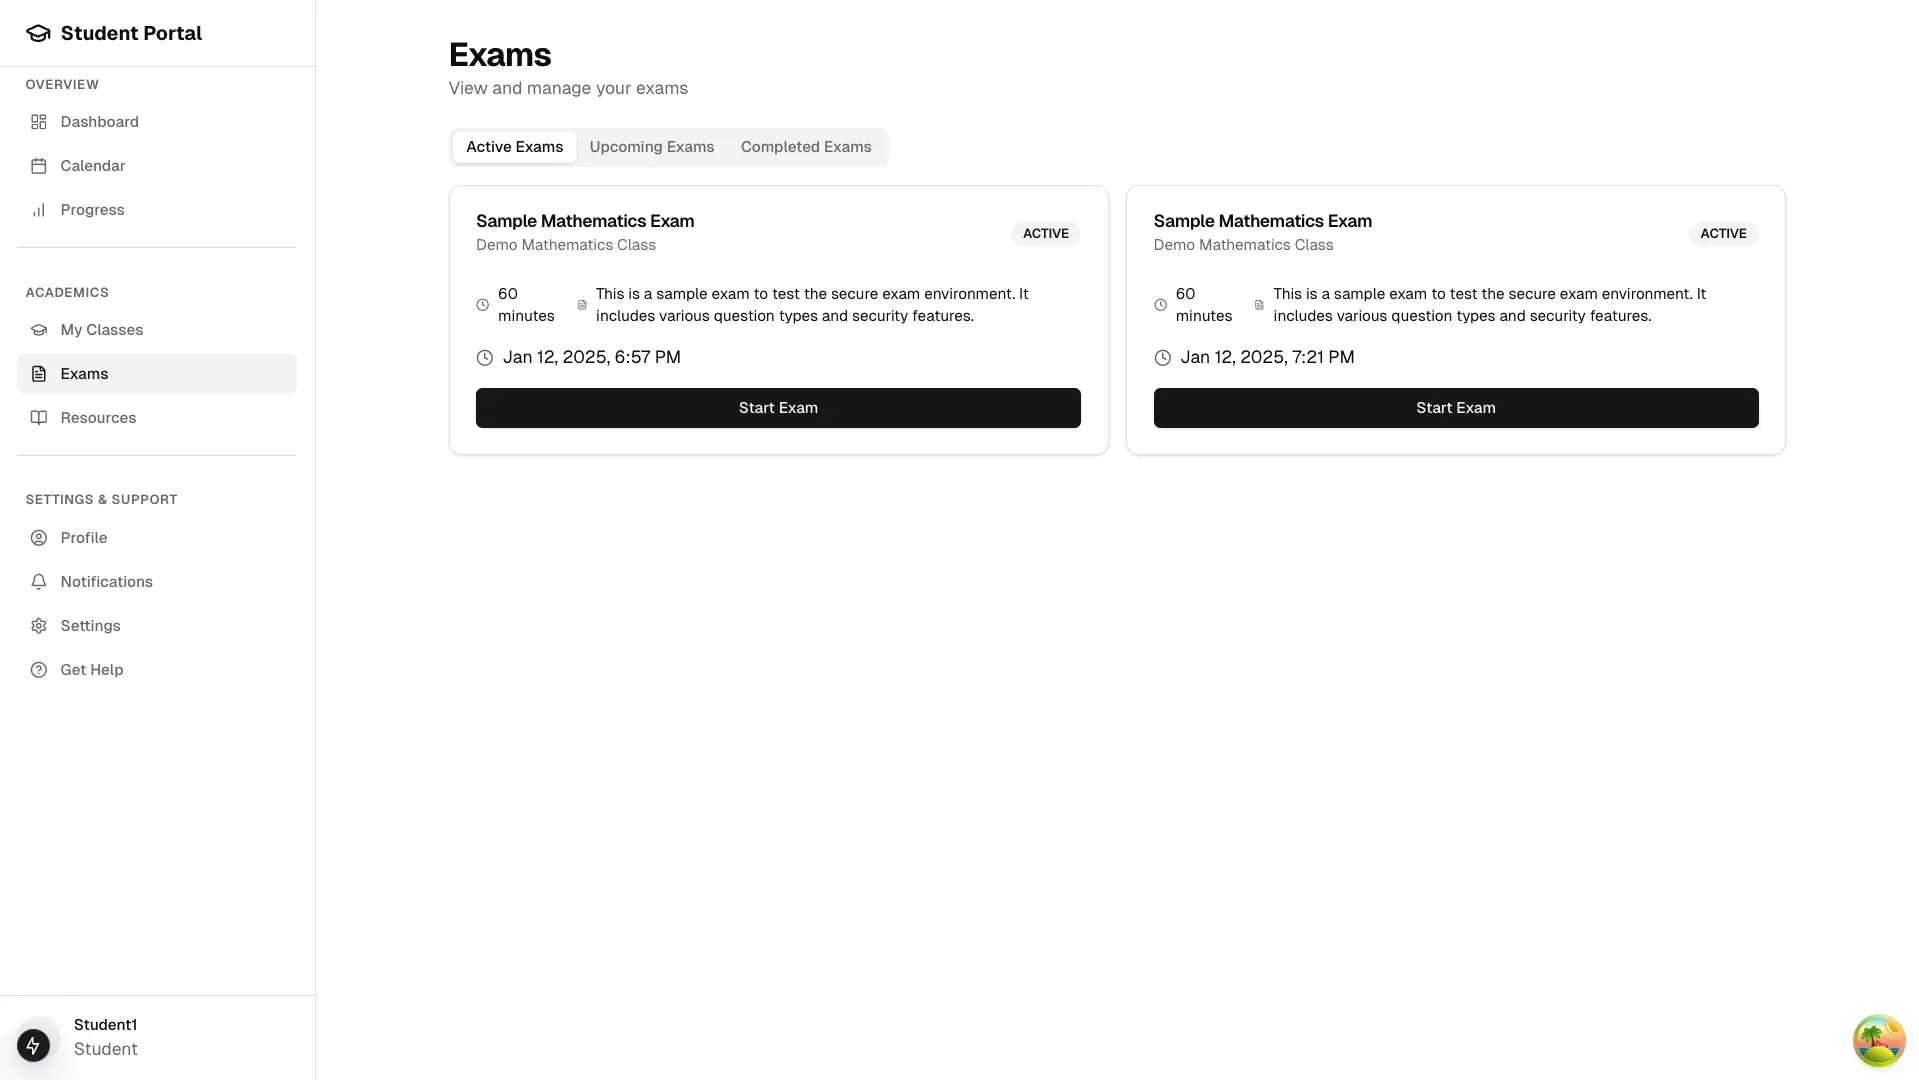 Student Portal
OVERVIEW
Dashboard
Calendar
Progress
ACADEMICS
My Classes
Exams
Resources
SETTINGS & SUPPORT
Profile
Notifications
Settings
Get Help
Student1
Student
Exams
View and manage your exams
Active Exams Upcoming Exams Completed Exams
Sample Mathematics Exam
Demo Mathematics Class
ACTIVE
60
minutes
This is a sample exam to test the secure exam environment. It
includes various question types and security features.
Jan 12, 2025, 6:57 PM
Start Exam
Sample Mathematics Exam
Demo Mathematics Class
ACTIVE
60
minutes
This is a sample exam to test the secure exam environment. It
includes various question types and security features.
Jan 12, 2025, 7:21 PM
Start Exam